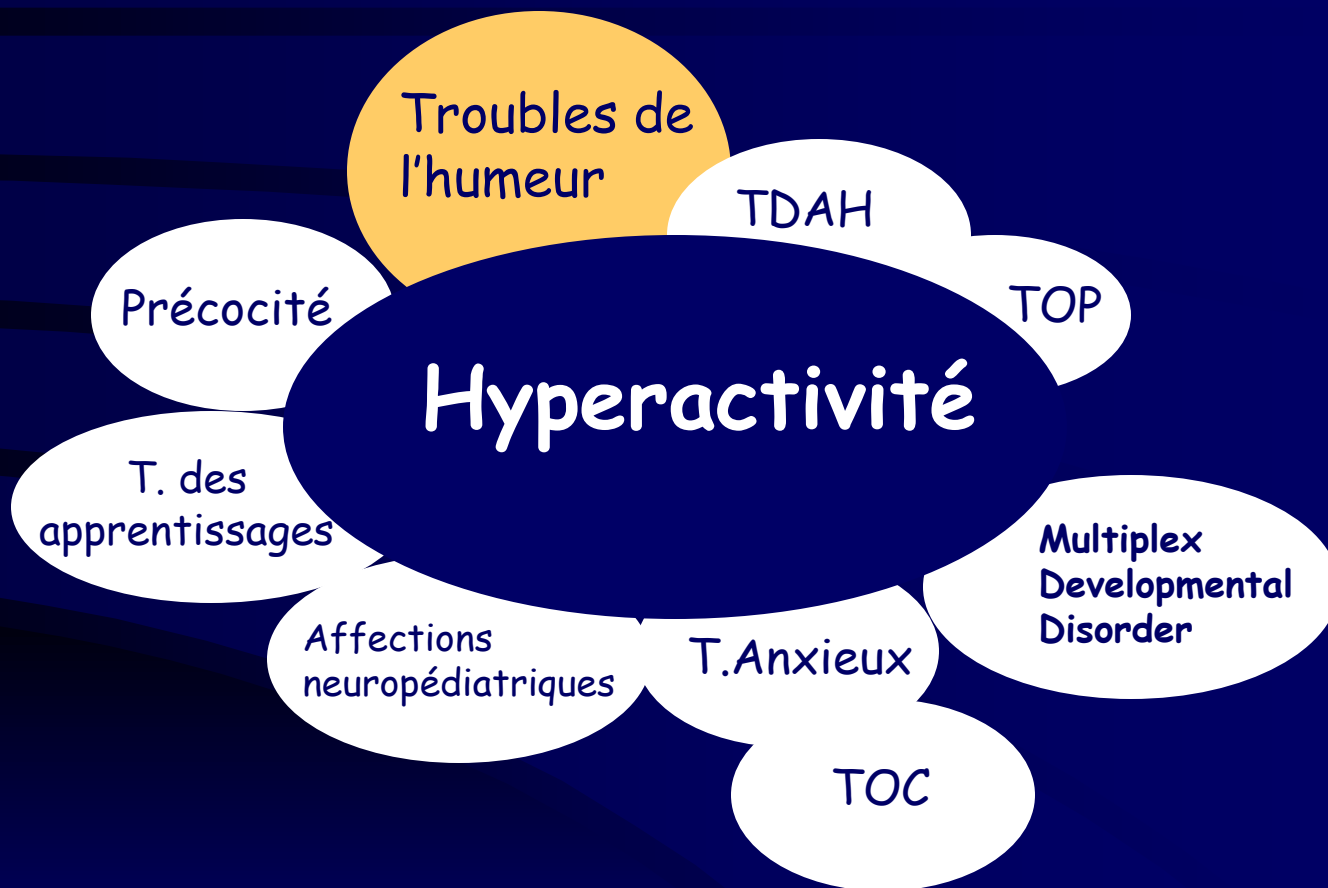 Troubles de
l'humeur
TDAH
Précocité
TOP
Hyperactivité
T. des
apprentissages
Multiplex
Developmental
Disorder
Affections
neuropédiatriques
T.Anxieux
TOC